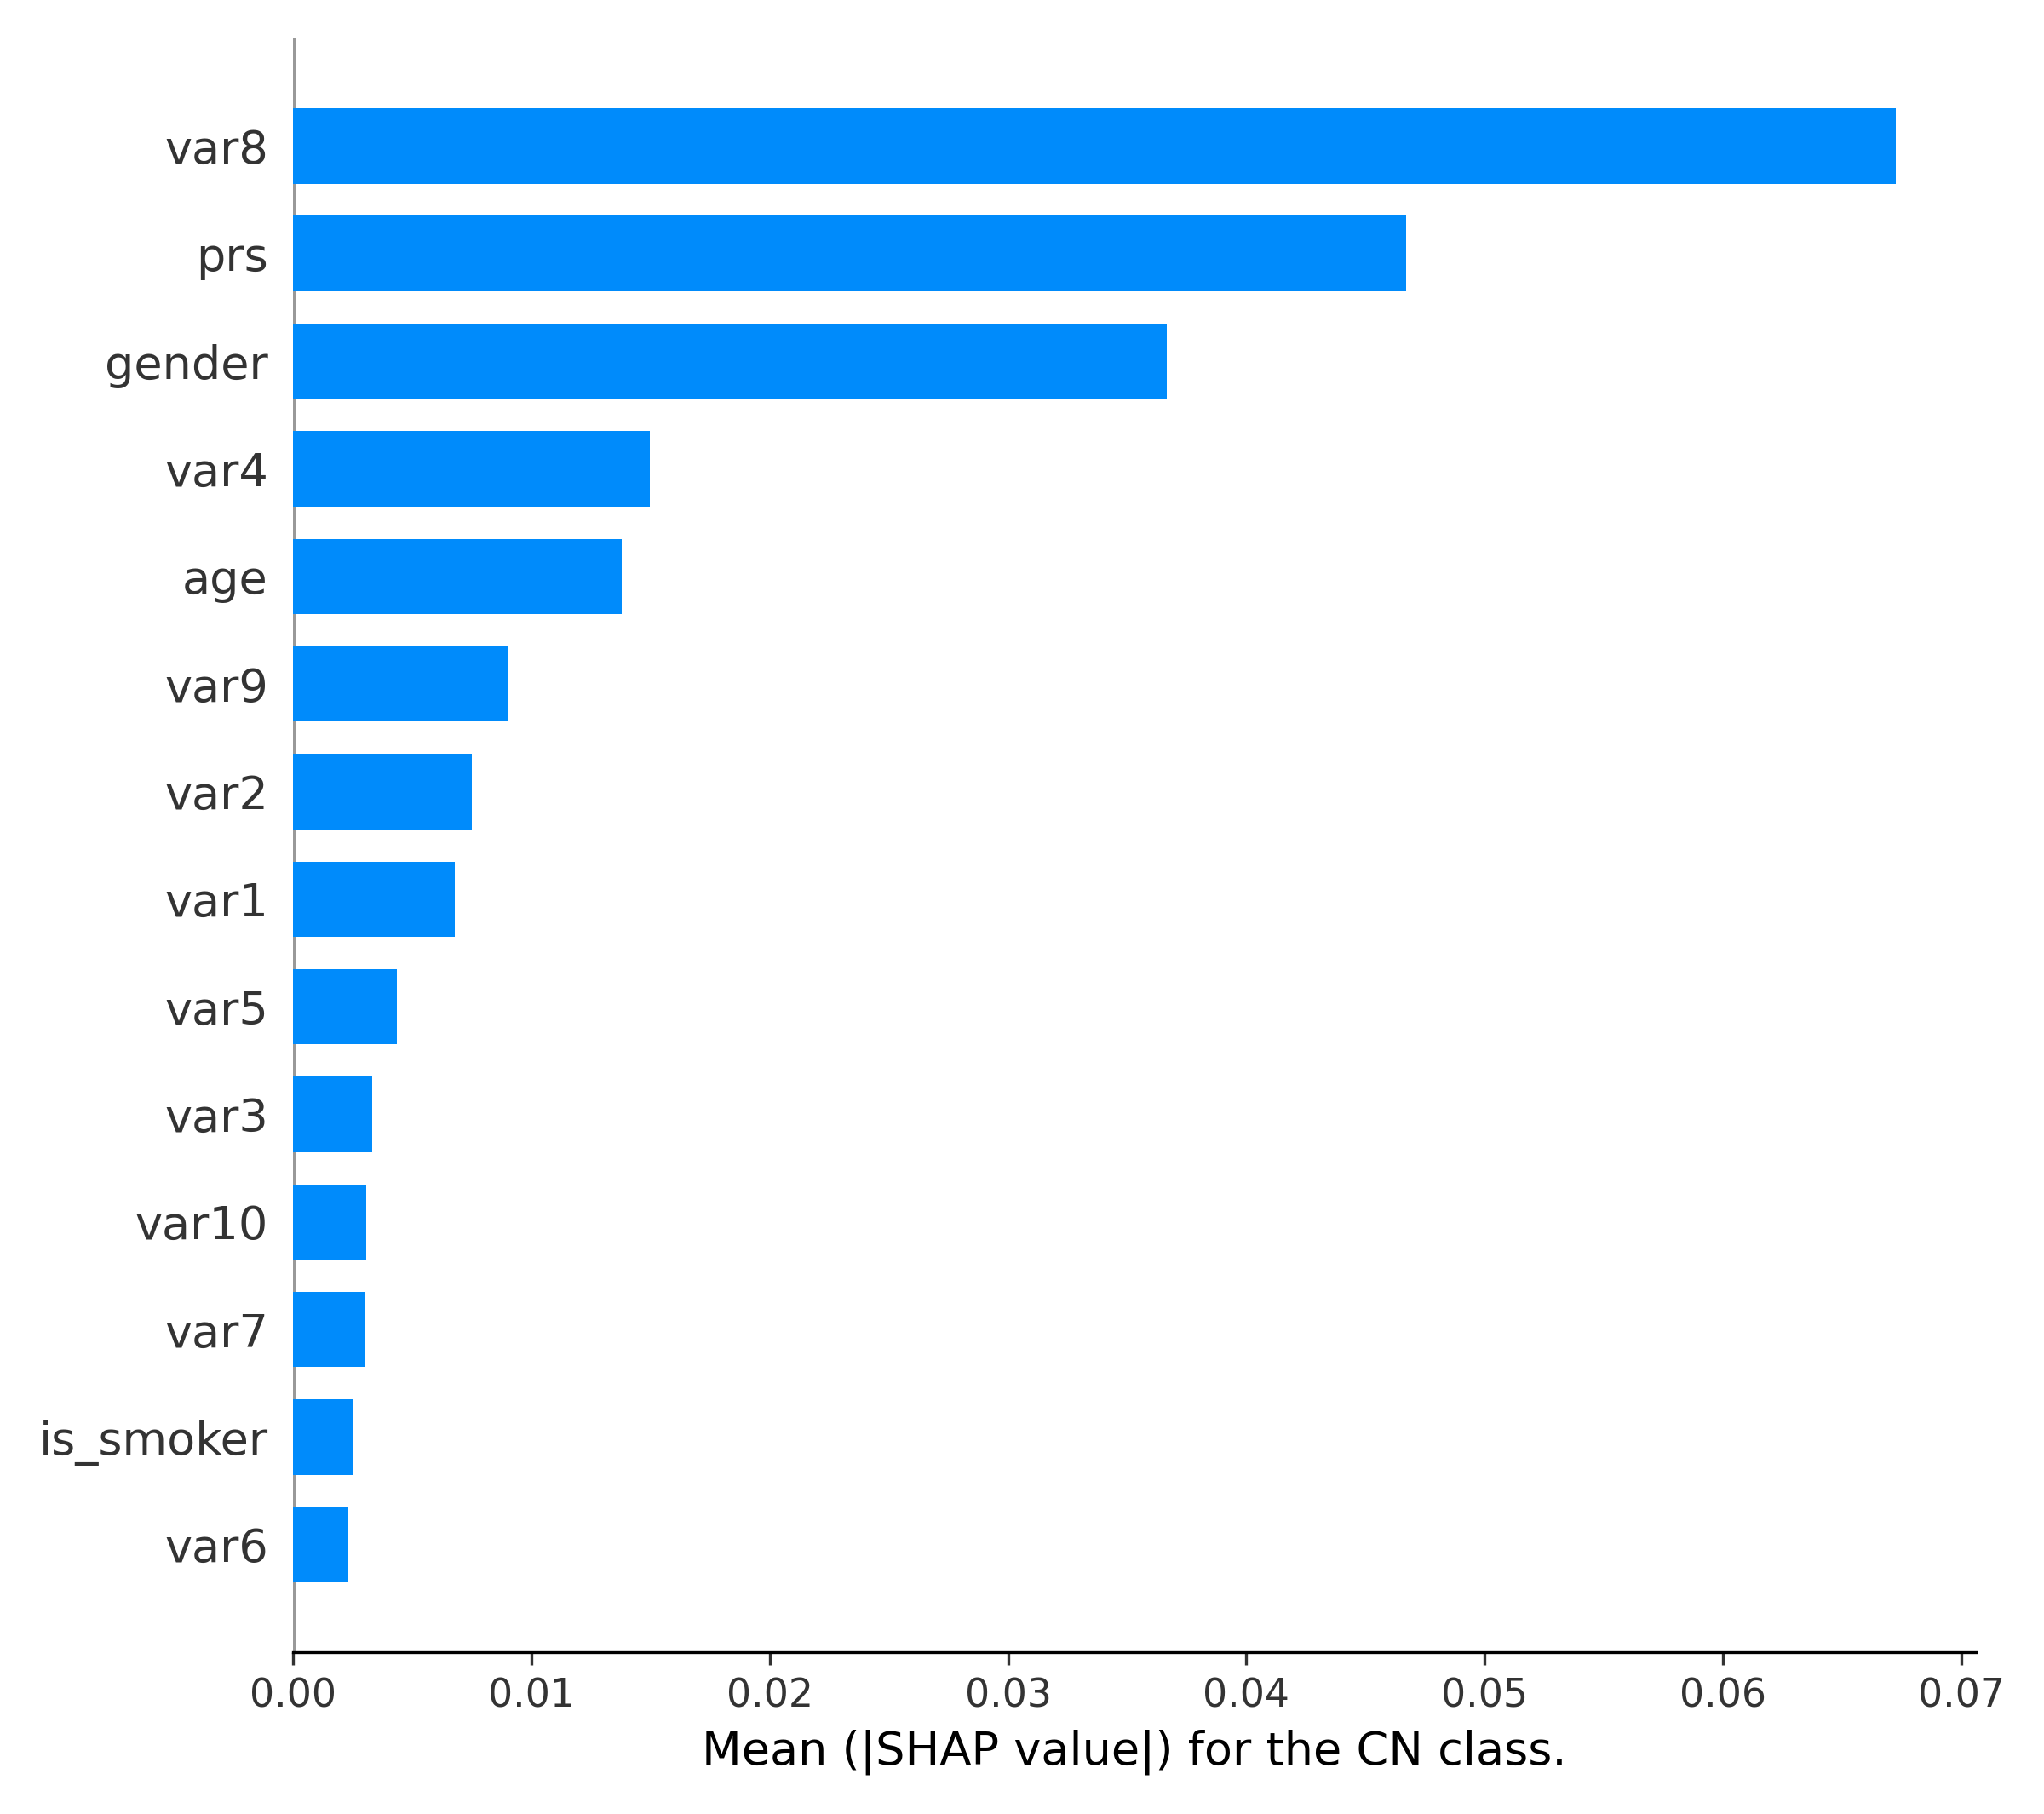 var8
prs
gender
var4
age
var9
var2
var1
var5
var3
var10
var7
is_smoker
var6
0.00 0.01 0.02 0.03 0.04 0.05 0.06 0.07
Mean (|SHAP value|) for the CN class.